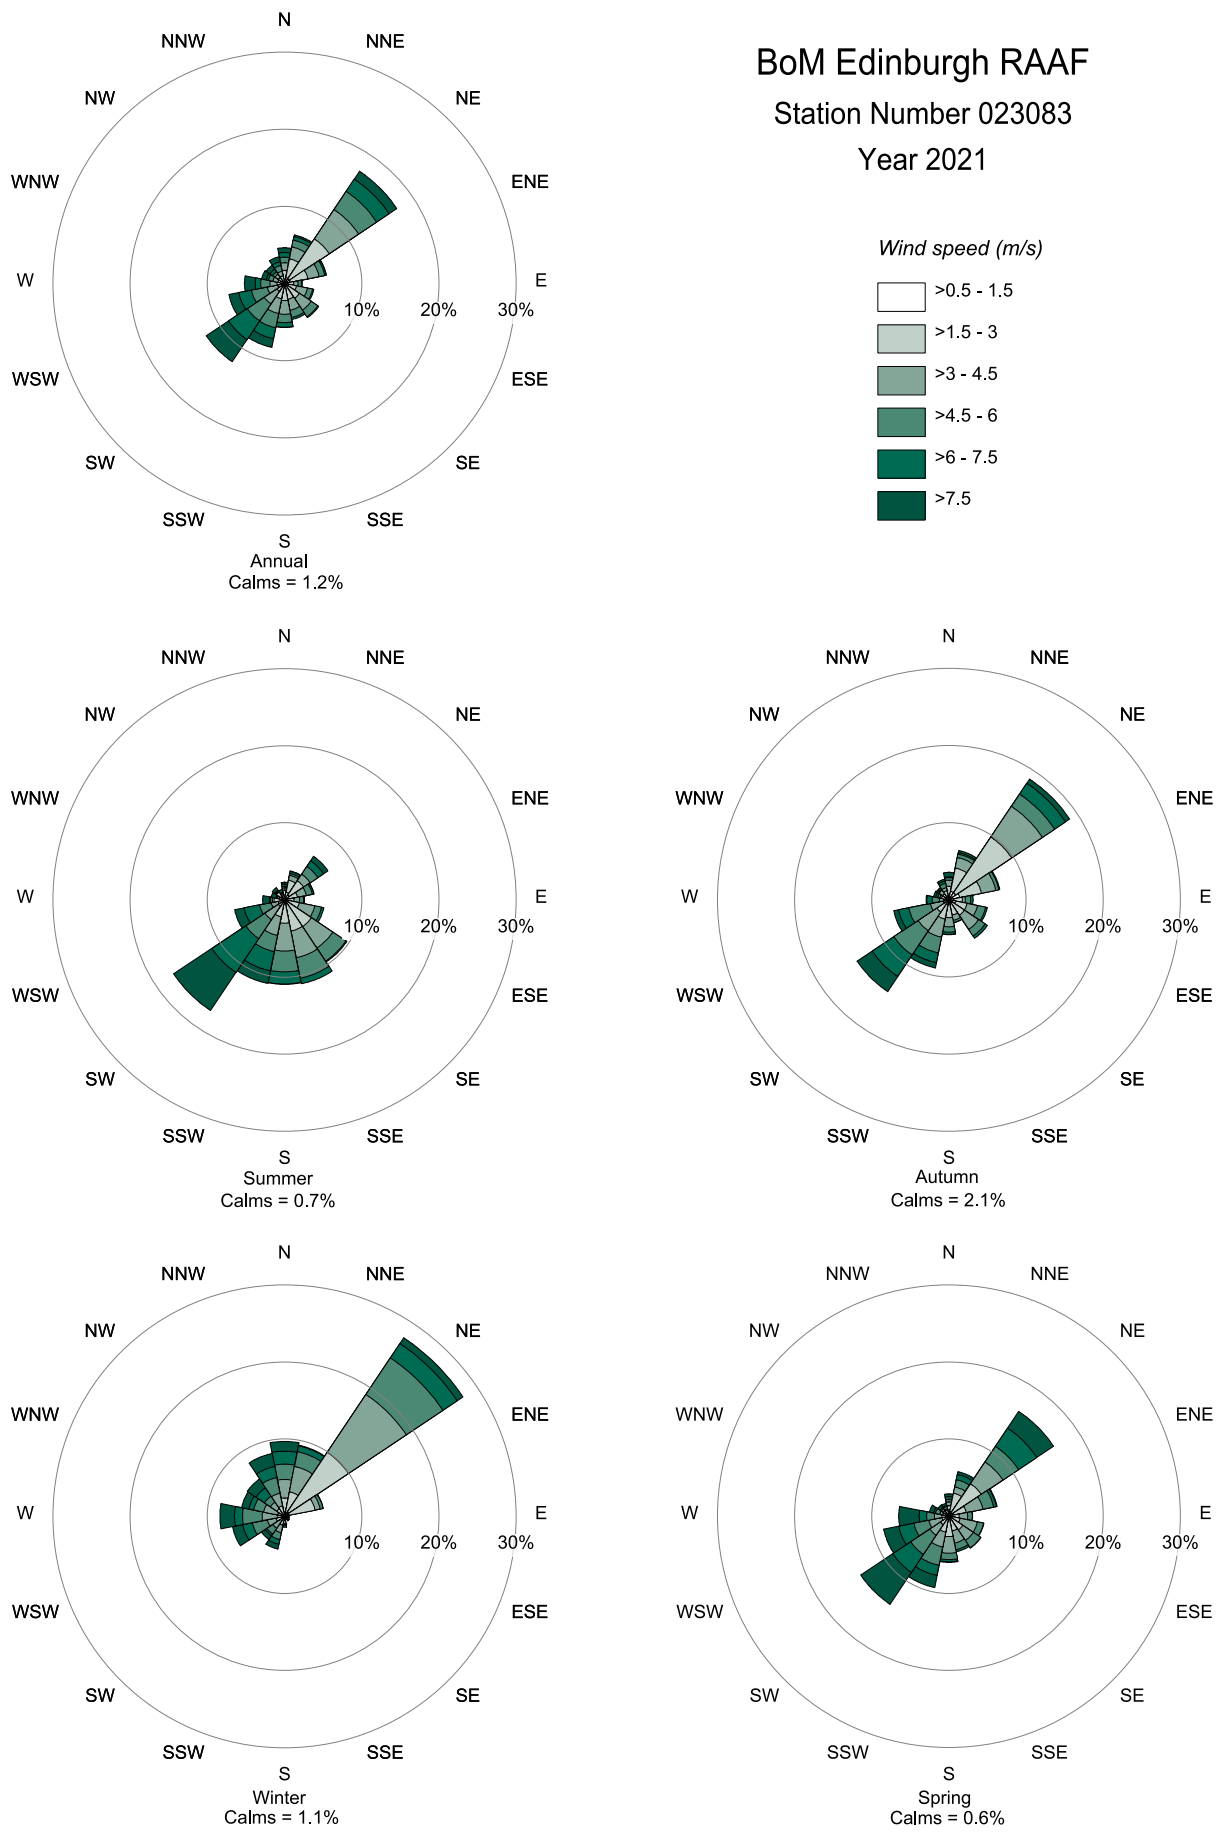 BoM Edinburgh RAAF
Station Number 023083
Year 2021
Wind speed (m/s)
>0.5 - 1.5
>1.5 - 3
>3 - 4.5
>4.5 - 6
>6 - 7.5
>7.5
N
NNW NNE
NW NE
WNW ENE
W E
10% 20% 30%
WSW ESE
SW SE
SSW SSE
S
Annual
Calms = 1.2%
N
NNW NNE
NW NE
WNW ENE
W E
10% 20% 30%
WSW ESE
SW SE
SSW SSE
S
Summer
Calms = 0.7%
N
NNW NNE
NW NE
WNW ENE
W E
10% 20% 30%
WSW ESE
SW SE
SSW SSE
S
Autumn
Calms = 2.1%
N
NNW NNE
NW NE
WNW ENE
W E
10% 20% 30%
WSW ESE
SW SE
SSW SSE
S
Winter
Calms = 1.1%
N
NNW NNE
NW NE
WNW ENE
W E
10% 20% 30%
WSW ESE
SW SE
SSW SSE
S
Spring
Calms = 0.6%